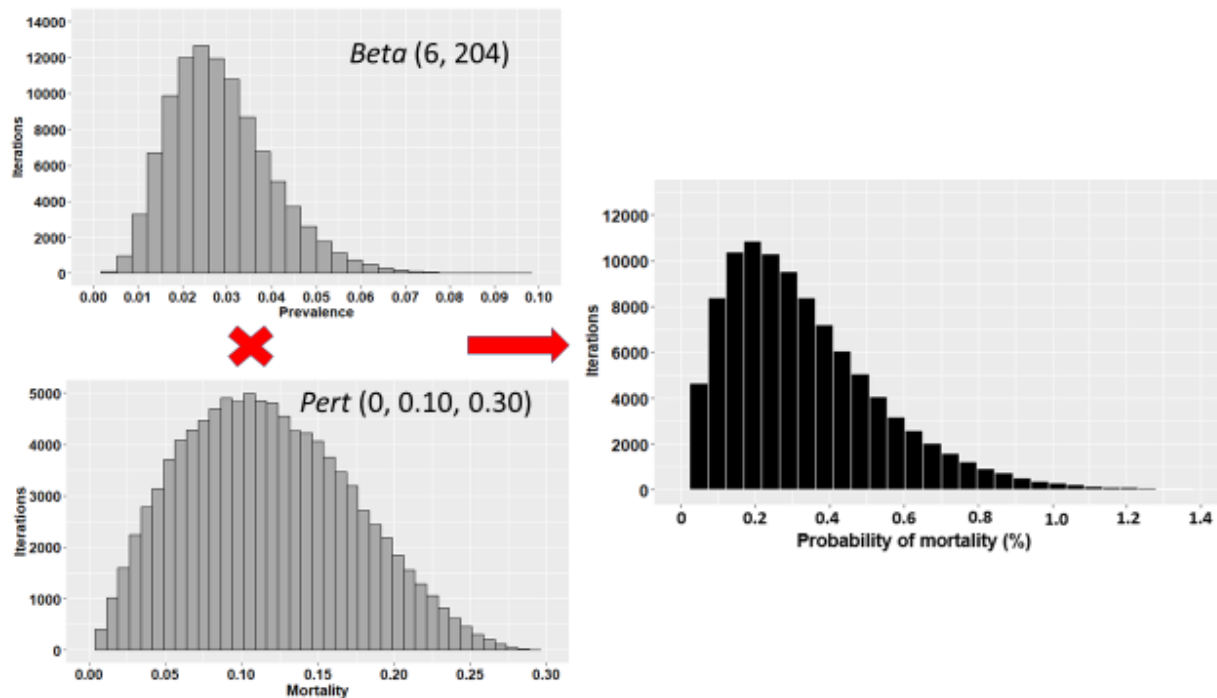 14000
12000
10000
8000
6000
4000
2000
0
Iterations
Beta (6, 204)
0.00 0.01 0.02 0.03 0.04 0.05 0.06 0.07 0.08 0.09 0.10
Prevalence
5000
4000
3000
2000
1000
0
Iterations
Pert (0, 0.10, 0.30)
0.00 0.05 0.10 0.15 0.20 0.25 0.30
Mortality
12000
10000
8000
6000
4000
2000
0
Iterations
0 0.2 0.4 0.6 0.8 1.0 1.2 1.4
Probability of mortality (%)